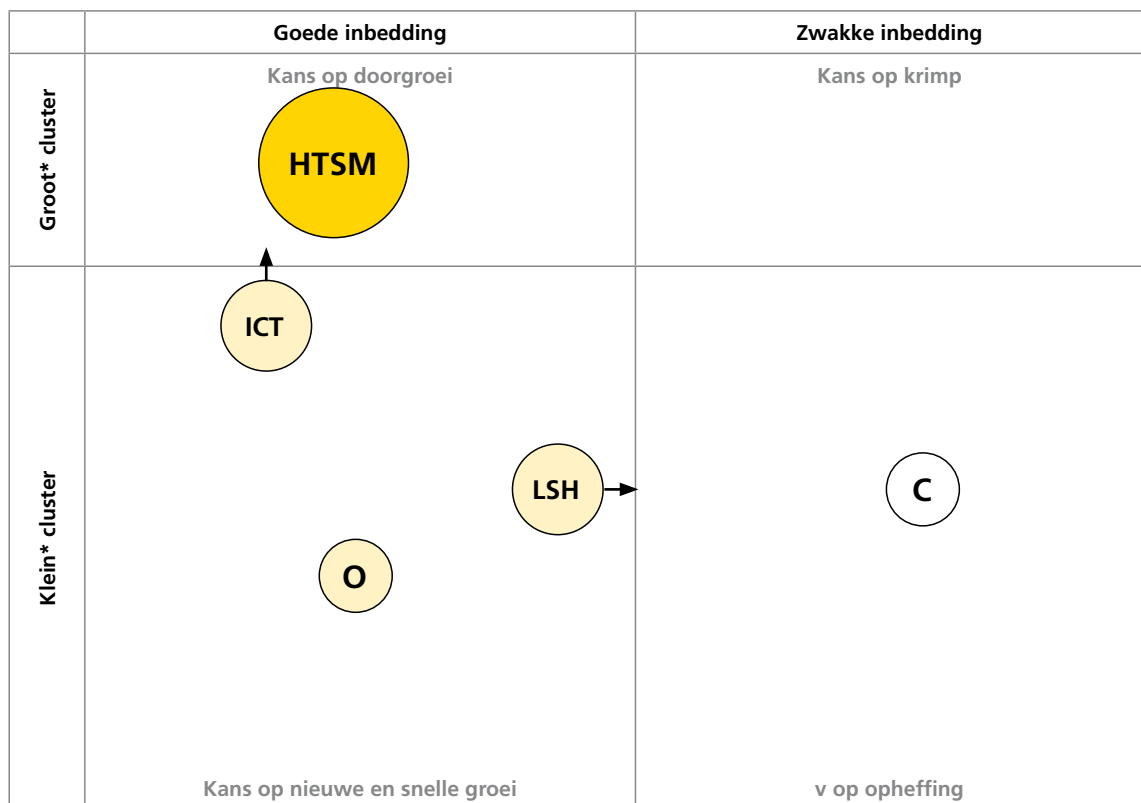 Goede inbedding
Zwakke inbedding
Groot* cluster
Kans op doorgroei
Kans op krimp
HTSM
Klein* cluster
ICT
LSH
C
O
Kans op nieuwe en snelle groei
v op opheffing